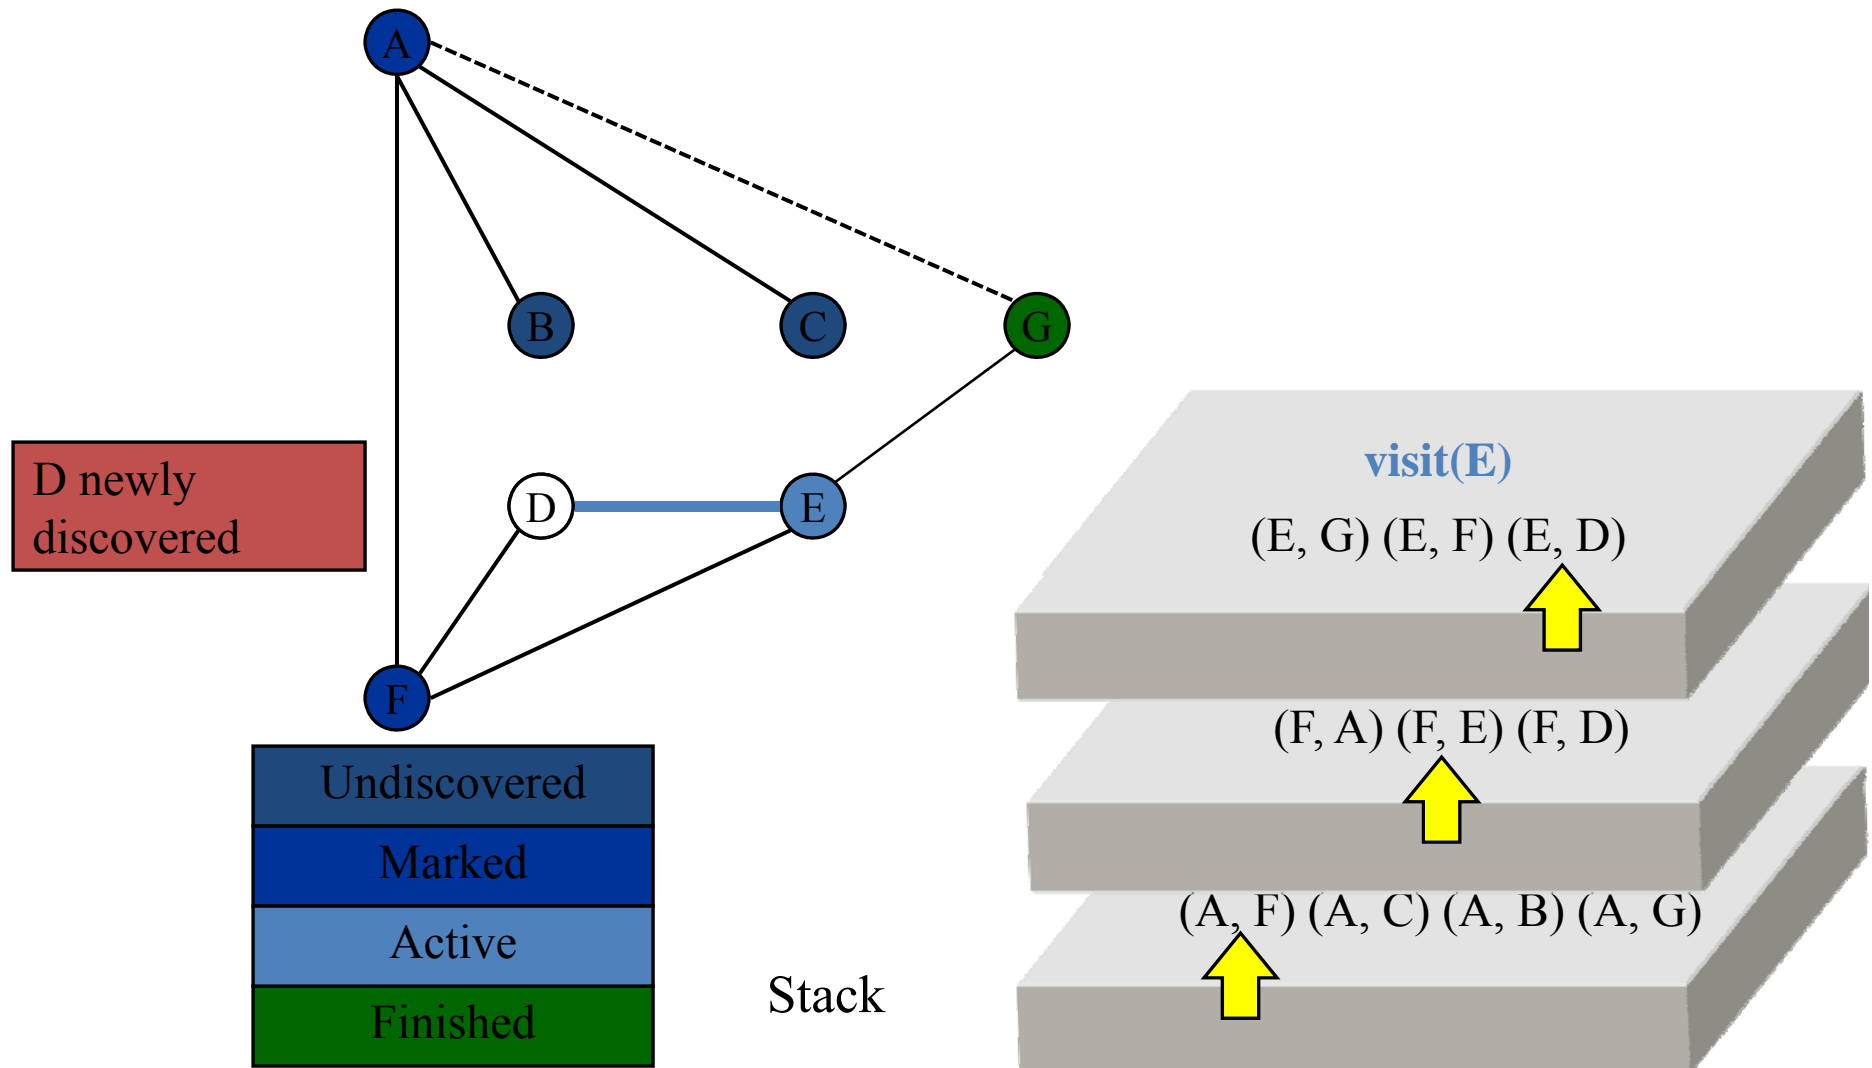 A
B
C
G
D newly
discovered
D
E
F
visit(E)
(E, G) (E, F) (E, D)
(F, A) (F, E) (F, D)
(A, F) (A, C) (A, B) (A, G)
Undiscovered
Marked
Active
Finished
Stack